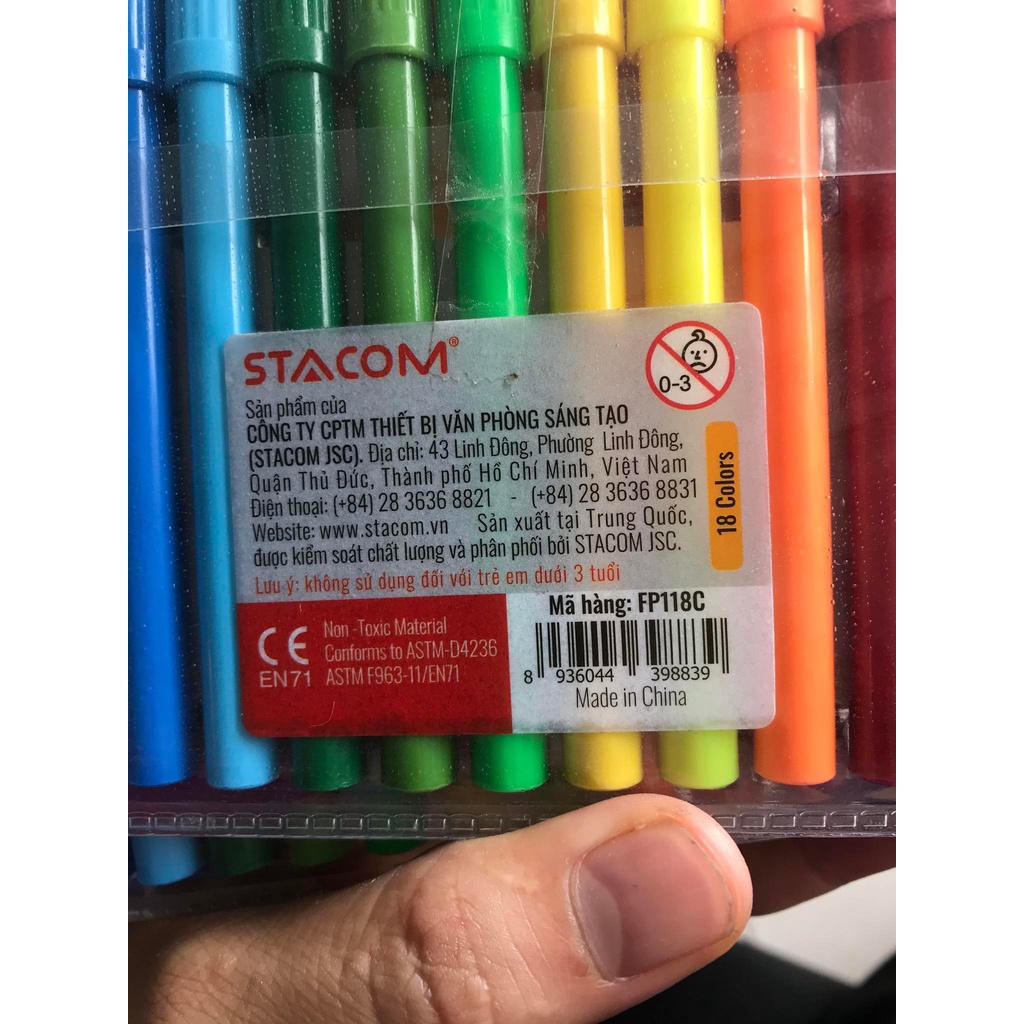 STACOM®
0-3
Sản phẩm của
CÔNG TY CPTM THIẾT BỊ VĂN PHÒNG SÁNG TẠO
(STACOM JSC). Địa chỉ: 43 Linh Đông, Phường Linh Đông,
Quận Thủ Đức, Thành phố Hồ Chí Minh, Việt Nam
Điện thoại: (+84) 28 3636 8821 - (+84) 28 3636 8831
Website: www.stacom.vn Sản xuất tại Trung Quốc,
được kiểm soát chất lượng và phân phối bởi STACOM JSC.
Lưu ý: không sử dụng đối với trẻ em dưới 3 tuổi
18 Colors
CE
EN71
Non -Toxic Material
Conforms to ASTM-D4236
ASTM F963-11/EN71
Mã hàng: FP118C
8 936044 398839
Made in China